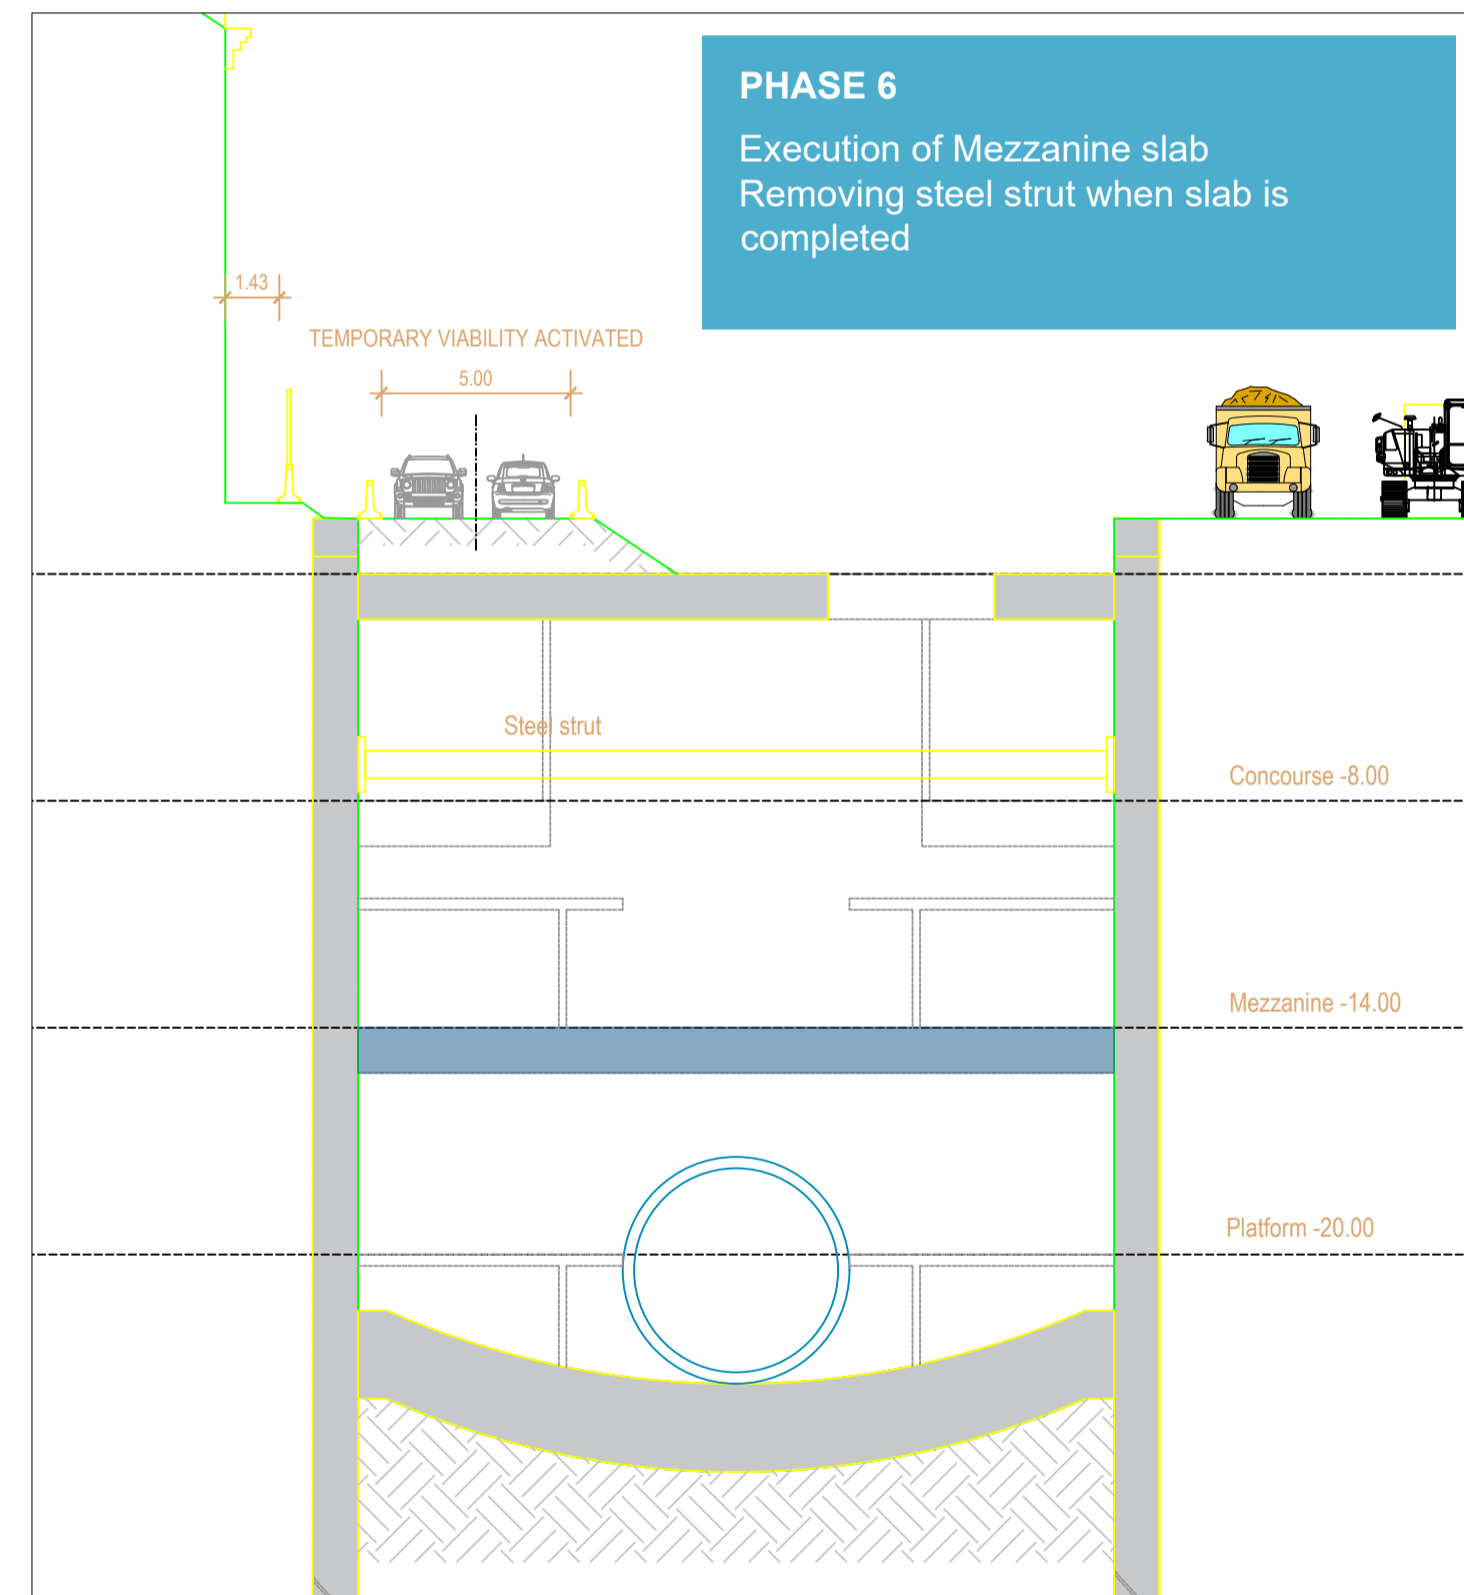 PHASE 6
Execution of Mezzanine slab
Removing steel strut when slab is
completed
1.43
TEMPORARY VIABILITY ACTIVATED
5.00
Steel strut
Concourse -8.00
Mezzanine -14.00
Platform -20.00